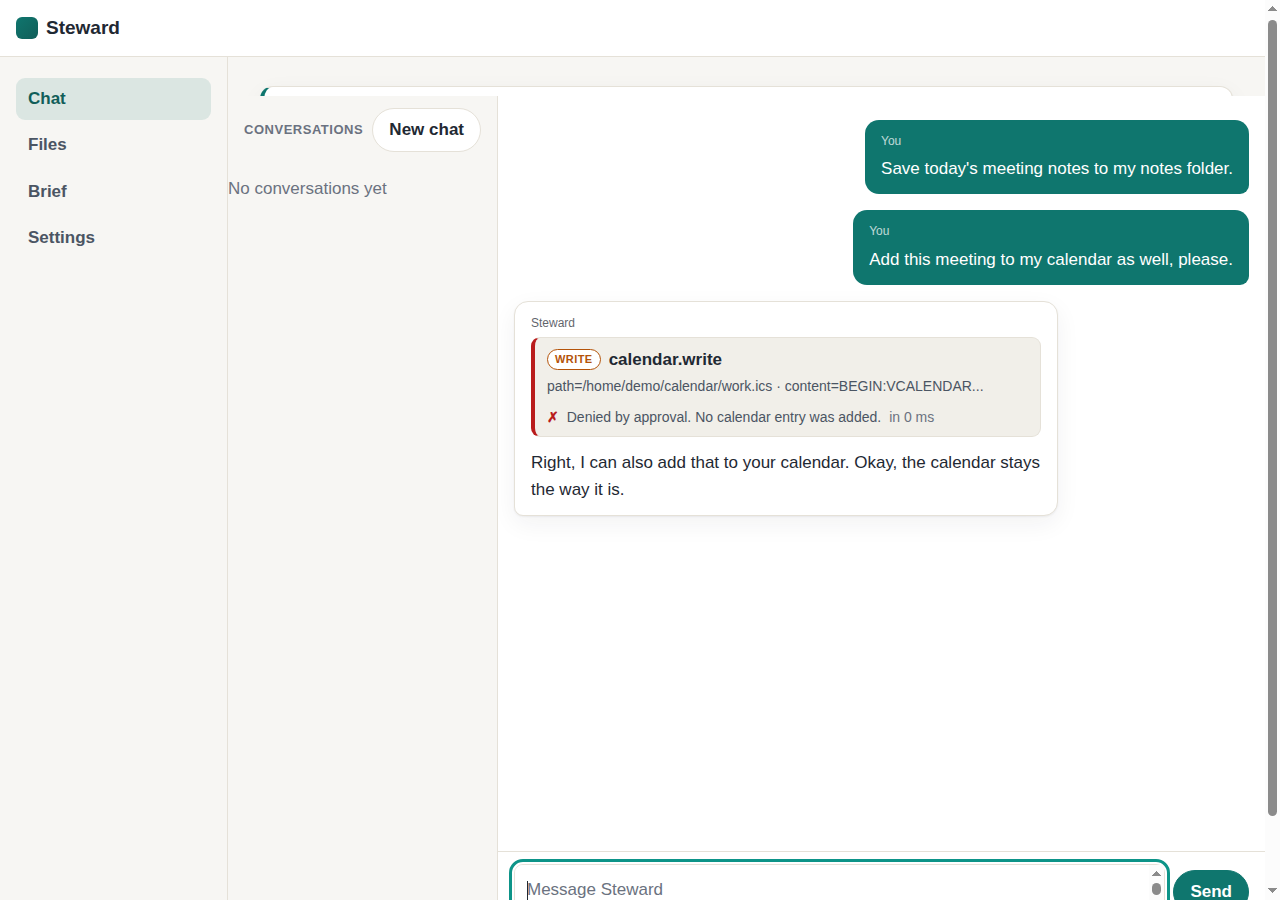 Steward
Chat
Files
Brief
Settings
CONVERSATIONS
New chat
No conversations yet
You
Save today's meeting notes to my notes folder.
You
Add this meeting to my calendar as well, please.
Steward
WRITE calendar.write
path=/home/demo/calendar/work.ics · content=BEGIN:VCALENDAR...
✗ Denied by approval. No calendar entry was added. in 0 ms
Right, I can also add that to your calendar. Okay, the calendar stays
the way it is.
Message Steward
Send